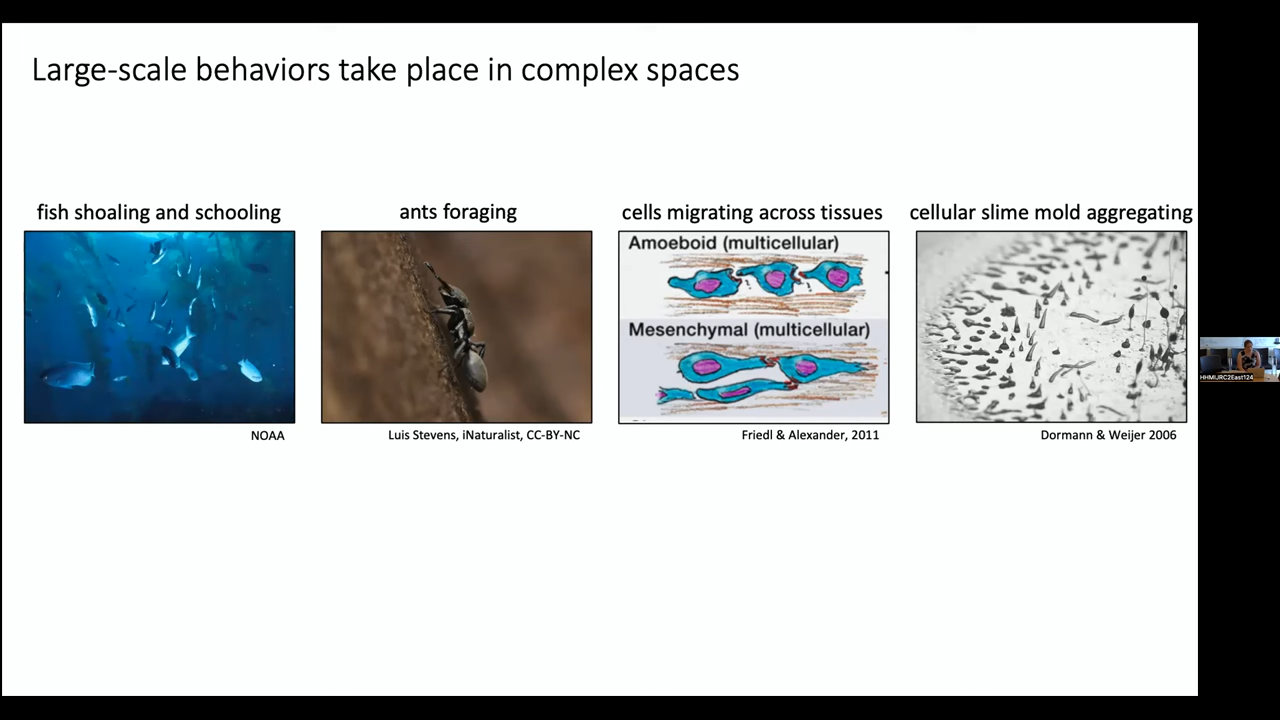 Large-scale behaviors take place in complex spaces
fish shoaling and schooling
ants foraging
cells migrating across tissues
cellular slime mold aggregating
Amoeboid (multicellular)
Mesenchymal (multicellular)
NOAA
Luis Stevens, iNaturalist, CC-BY-NC
Friedl & Alexander, 2011
Dormann & Weijer 2006
HHMIJRC2East124